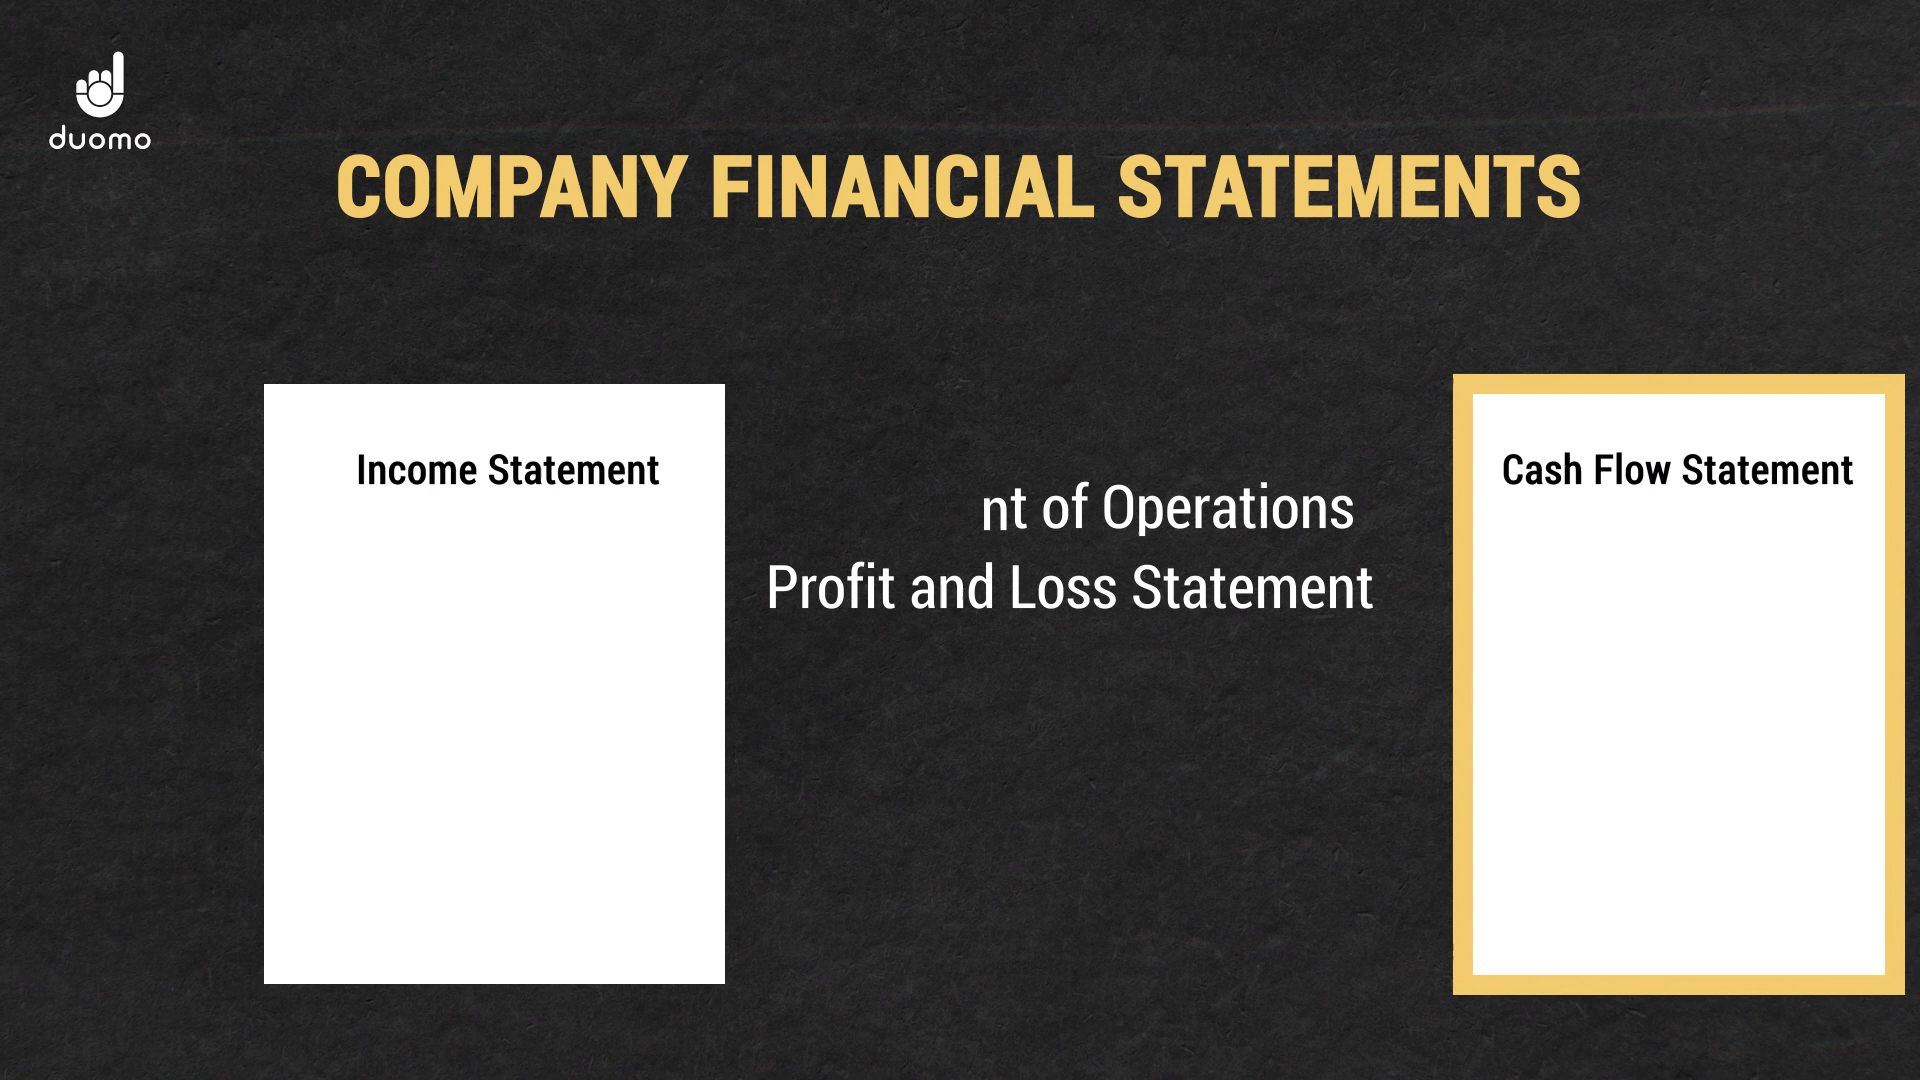 duomo
COMPANY FINANCIAL STATEMENTS
Income Statement
nt of Operations
Profit and Loss Statement
Cash Flow Statement